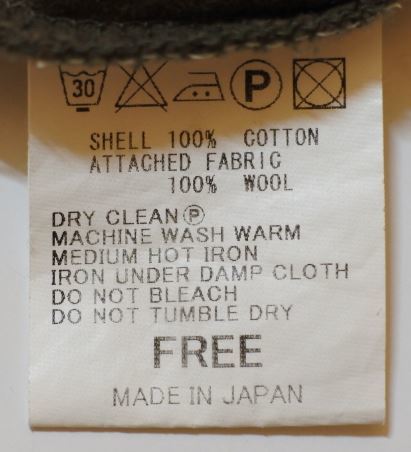 30 P
SHELL 100% COTTON
ATTACHED FABRIC
100% WOOL
DRY CLEAN Ⓟ
MACHINE WASH WARM
MEDIUM HOT IRON
IRON UNDER DAMP CLOTH
DO NOT BLEACH
DO NOT TUMBLE DRY
FREE
MADE IN JAPAN